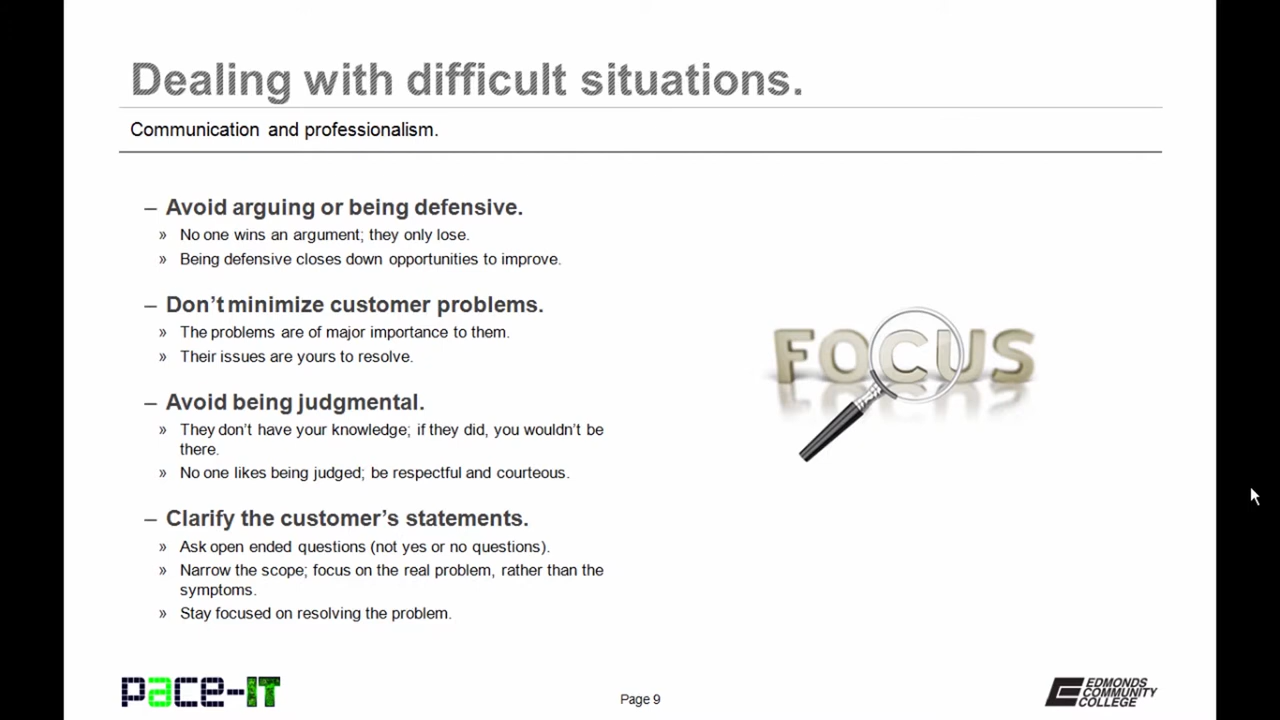 Dealing with difficult situations.
Communication and professionalism.
– Avoid arguing or being defensive.
» No one wins an argument; they only lose.
» Being defensive closes down opportunities to improve.
– Don’t minimize customer problems.
» The problems are of major importance to them.
» Their issues are yours to resolve.
– Avoid being judgmental.
» They don’t have your knowledge; if they did, you wouldn’t be
there.
» No one likes being judged; be respectful and courteous.
– Clarify the customer’s statements.
» Ask open ended questions (not yes or no questions).
» Narrow the scope; focus on the real problem, rather than the
symptoms.
» Stay focused on resolving the problem.
FOCUS
pace-IT
Page 9
EDMONDS
COMMUNITY
COLLEGE